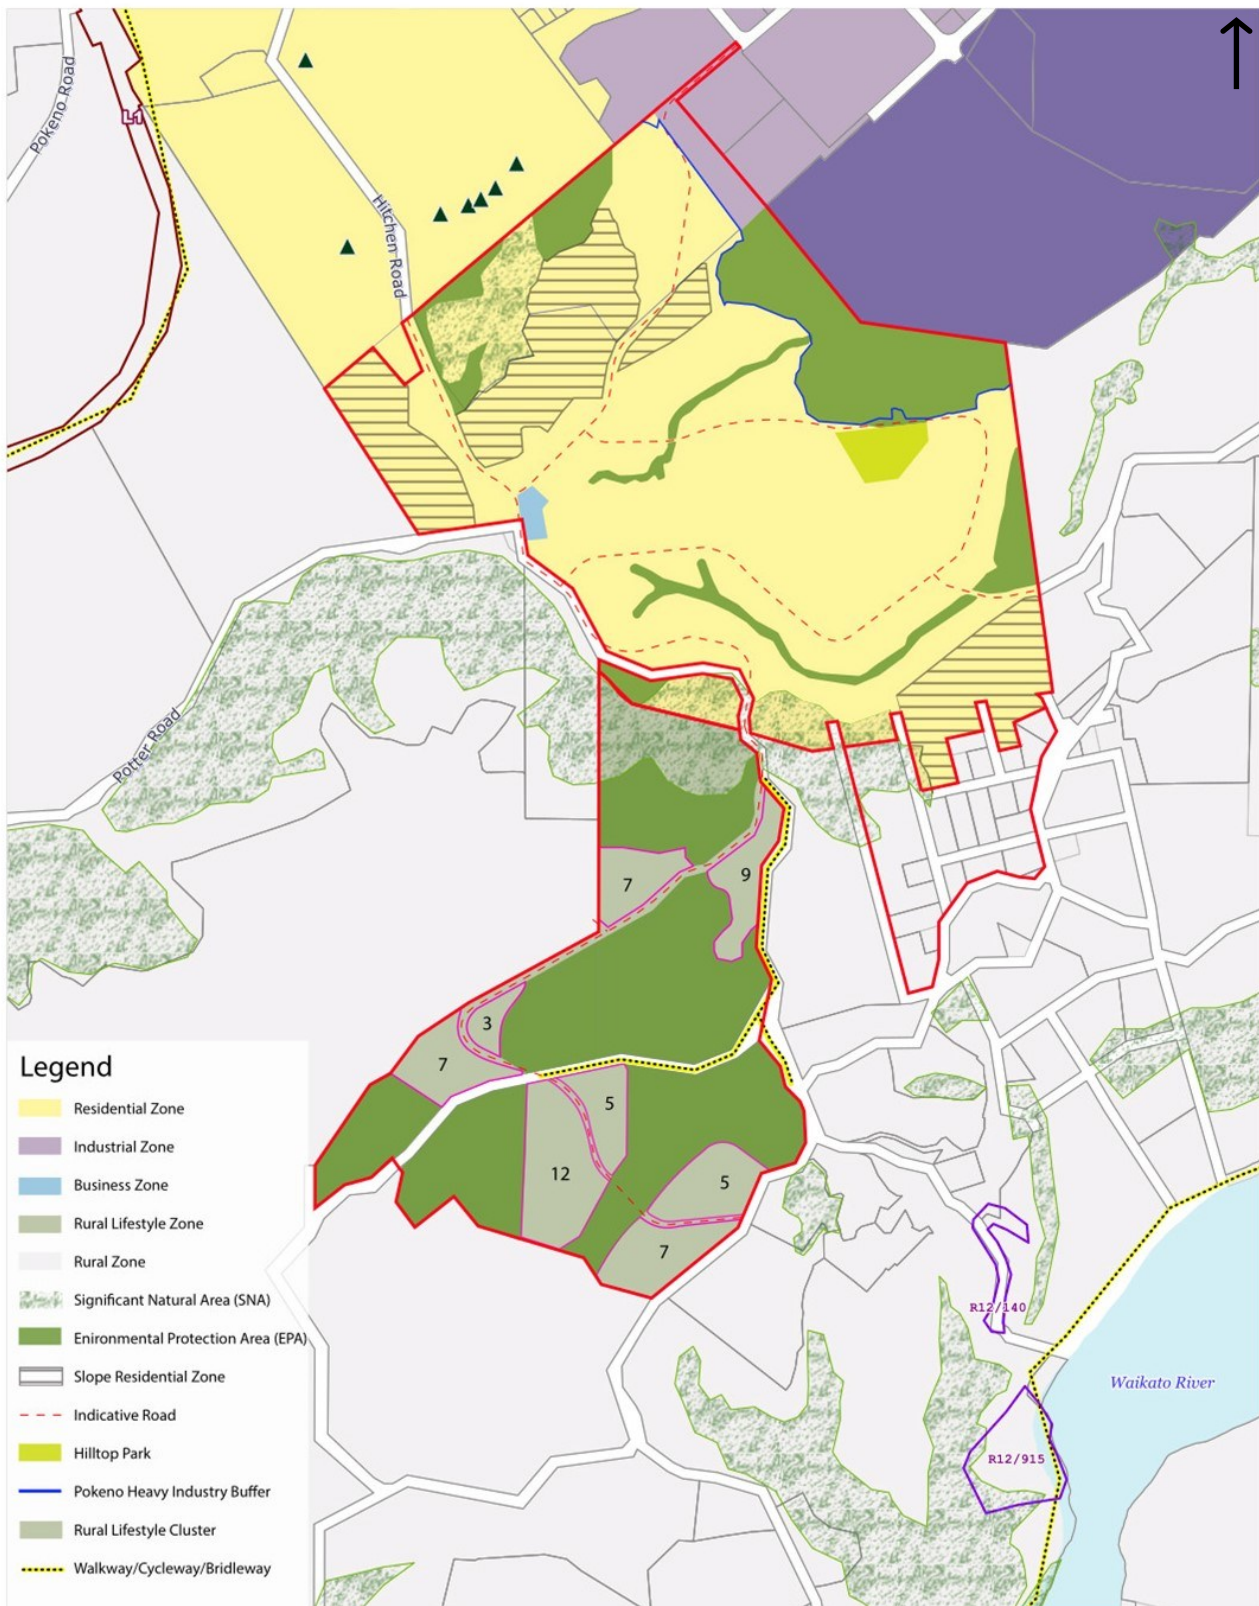 Pokeno Road
L1
Hitchen Road
Potter Road
7
9
3
7
5
12
5
7
R12/140
Waikato River
R12/915
Legend
Residential Zone
Industrial Zone
Business Zone
Rural Lifestyle Zone
Rural Zone
Significant Natural Area (SNA)
Enironmental Protection Area (EPA)
Slope Residential Zone
Indicative Road
Hilltop Park
Pokeno Heavy Industry Buffer
Rural Lifestyle Cluster
Walkway/Cycleway/Bridleway